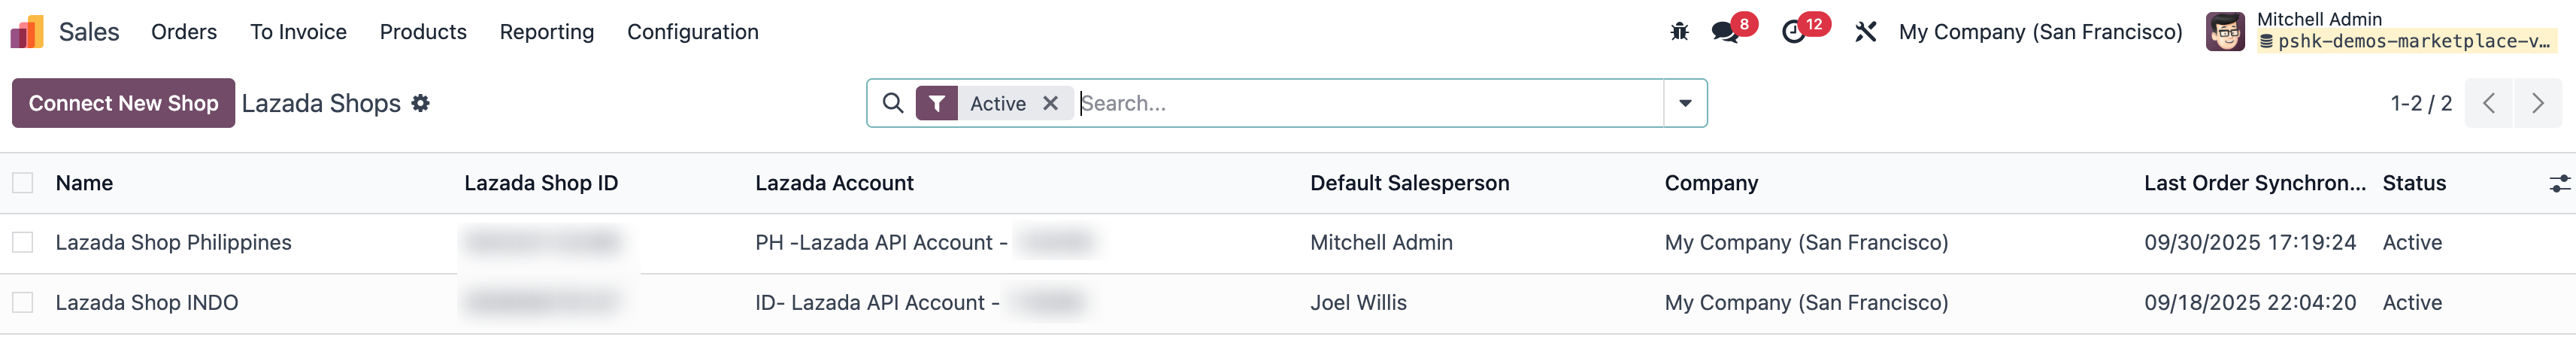 Sales Orders To Invoice Products Reporting Configuration 8 12 My Company (San Francisco) Mitchell Admin
pshk-demos-marketplace-v…
Connect New Shop Lazada Shops Active Search... 1-2 / 2
Name Lazada Shop ID Lazada Account Default Salesperson Company Last Order Synchron... Status
Lazada Shop Philippines PH -Lazada API Account - Mitchell Admin My Company (San Francisco) 09/30/2025 17:19:24 Active
Lazada Shop INDO ID- Lazada API Account - Joel Willis My Company (San Francisco) 09/18/2025 22:04:20 Active